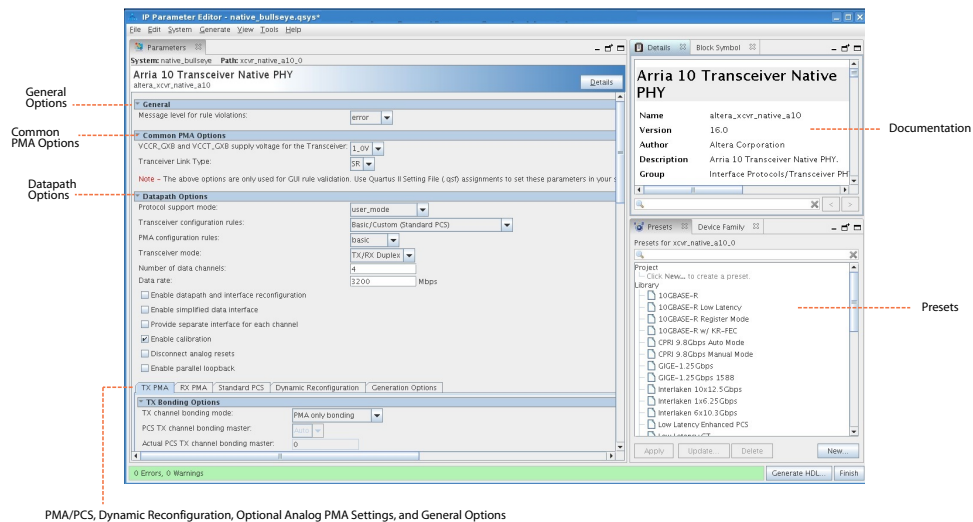 IP Parameter Editor - native_bullseye.qsys*
File Edit System Generate View Tools Help
Parameters
System: native_bullseye Path: xcvr_native_a10_0
Arria 10 Transceiver Native PHY
altera_xcvr_native_a10
Details
General
Message level for rule violations: error
Common PMA Options
VCCR_GXB and VCCT_GXB supply voltage for the Transceiver: 1_0V
Tranceiver Link Type: SR
Note - The above options are only used for GUI rule validation. Use Quartus II Setting File (.qsf) assignments to set these parameters in your s
Datapath Options
Protocol support mode: user_mode
Transceiver configuration rules: Basic/Custom (Standard PCS)
PMA configuration rules: basic
Transceiver mode: TX/RX Duplex
Number of data channels: 4
Data rate: 3200 Mbps
Enable datapath and interface reconfiguration
Enable simplified data interface
Provide separate interface for each channel
Enable calibration
Disconnect analog resets
Enable parallel loopback
TX PMA RX PMA Standard PCS Dynamic Reconfiguration Generation Options
TX Bonding Options
TX channel bonding mode: PMA only bonding
PCS TX channel bonding master: Auto
Actual PCS TX channel bonding master: 0
0 Errors, 0 Warnings
Generate HDL... Finish
Details Block Symbol
Arria 10 Transceiver Native
PHY
Name altera_xcvr_native_a10
Version 16.0
Author Altera Corporation
Description Arria 10 Transceiver Native PHY.
Group Interface Protocols/Transceiver PH
Presets Device Family
Presets for xcvr_native_a10_0
Project
Click New... to create a preset.
Library
10GBASE-R
10GBASE-R Low Latency
10GBASE-R Register Mode
10GBASE-R w/ KR-FEC
CPRI 9.8Gbps Auto Mode
CPRI 9.8Gbps Manual Mode
GIGE-1.25Gbps
GIGE-1.25Gbps 1588
Interlaken 10x12.5Gbps
Interlaken 1x6.25Gbps
Interlaken 6x10.3Gbps
Low Latency Enhanced PCS
Low Latency GT
Apply Update... Delete New...
General
Options
Common
PMA Options
Datapath
Options
Documentation
Presets
PMA/PCS, Dynamic Reconfiguration, Optional Analog PMA Settings, and General Options